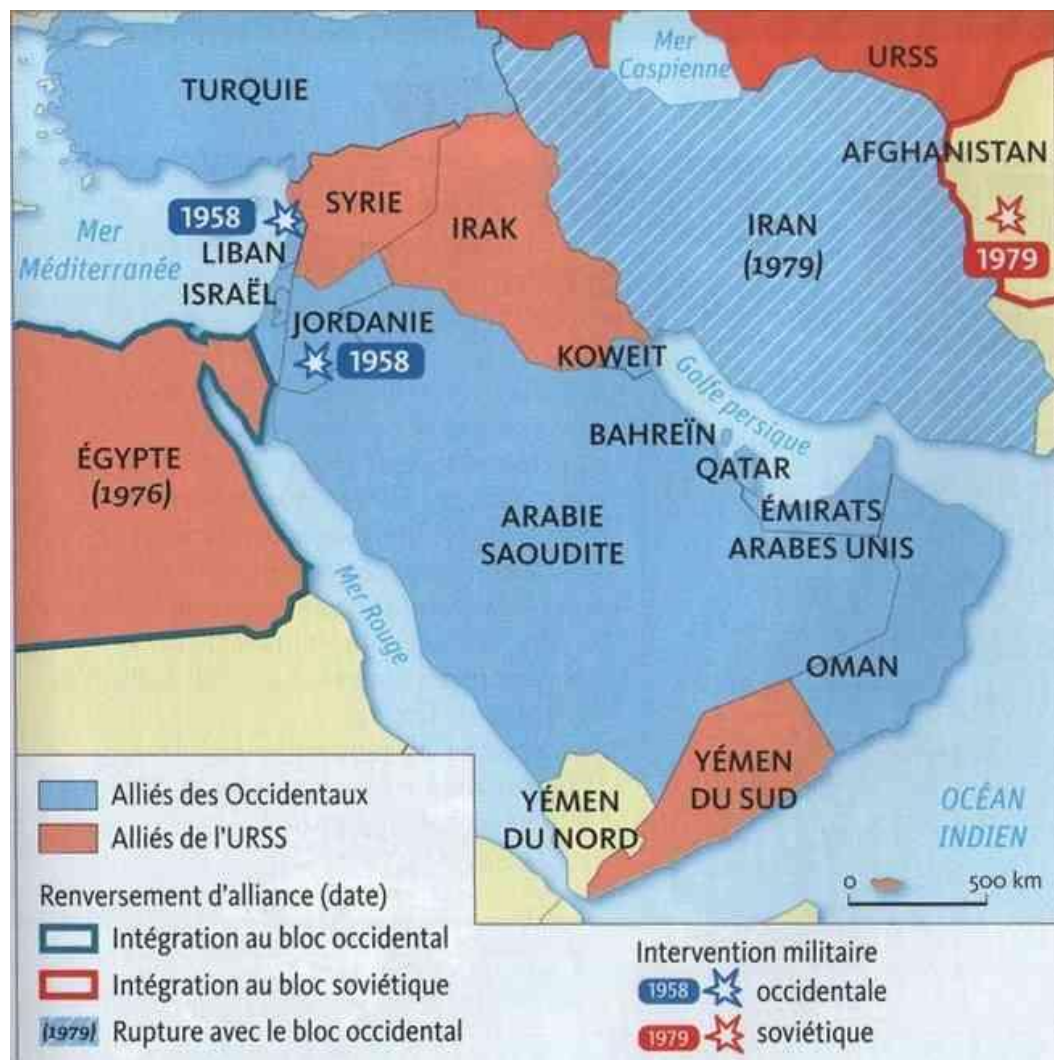 Mer
Caspienne
URSS
TURQUIE
AFGHANISTAN
SYRIE
1958
IRAK
IRAN
(1979)
Mer
Méditerranée
LIBAN
1979
ISRAËL
JORDANIE
1958
KOWEIT
Golfe persique
BAHREÏN
QATAR
ÉGYPTE
(1976)
ARABIE
SAOUDITE
ÉMIRATS
ARABES UNIS
Mer Rouge
OMAN
YÉMEN
DU SUD
YÉMEN
DU NORD
OCÉAN
INDIEN
0 500 km
Alliés des Occidentaux
Alliés de l'URSS
Renversement d'alliance (date)
Intégration au bloc occidental
Intégration au bloc soviétique
(1979) Rupture avec le bloc occidental
Intervention militaire
1958 occidentale
1979 soviétique